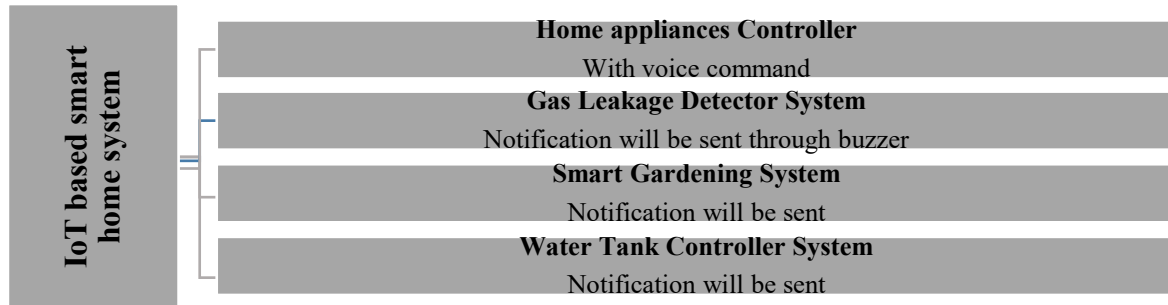 IoT based smart
home system
Home appliances Controller
With voice command
Gas Leakage Detector System
Notification will be sent through buzzer
Smart Gardening System
Notification will be sent
Water Tank Controller System
Notification will be sent